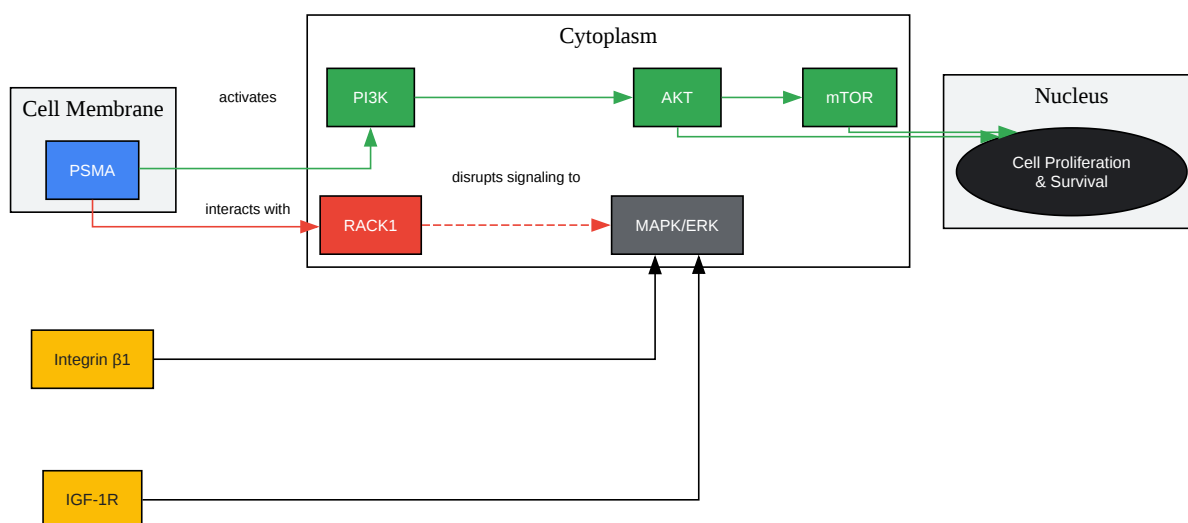 Cytoplasm
Cell Membrane
Nucleus
activates
PI3K
AKT
mTOR
PSMA
Cell Proliferation
& Survival
disrupts signaling to
interacts with
RACK1
MAPK/ERK
Integrin β1
IGF-1R